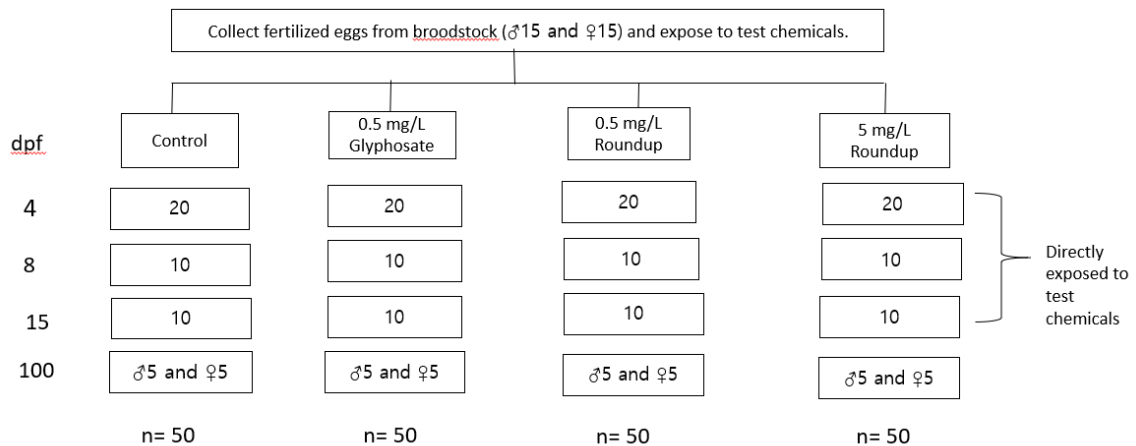 Collect fertilized eggs from broodstock (♂15 and ♀15) and expose to test chemicals.
dpf
Control
0.5 mg/L
Glyphosate
0.5 mg/L
Roundup
5 mg/L
Roundup
4
20
20
20
20
8
10
10
10
10
15
10
10
10
10
Directly
exposed to
test
chemicals
100
♂5 and ♀5
♂5 and ♀5
♂5 and ♀5
♂5 and ♀5
n= 50
n= 50
n= 50
n= 50